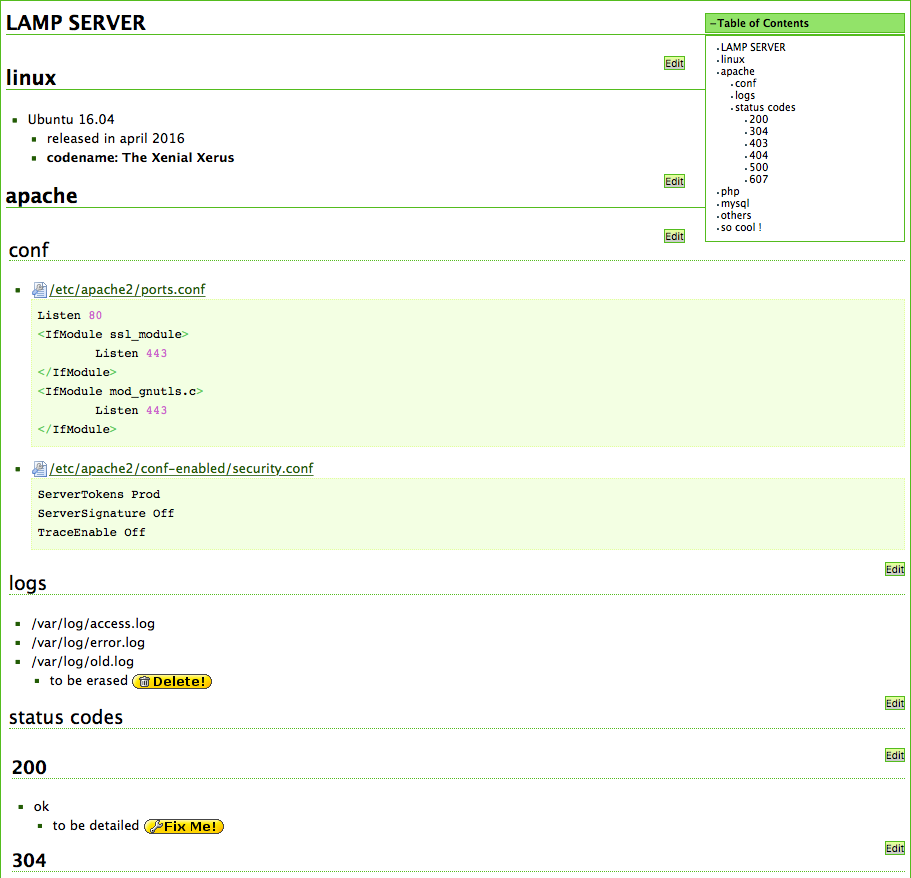 LAMP SERVER
−Table of Contents
LAMP SERVER
linux
apache
conf
logs
status codes
200
304
403
404
500
607
php
mysql
others
so cool !
Edit
linux
Ubuntu 16.04
released in april 2016
codename: The Xenial Xerus
Edit
apache
Edit
conf
/etc/apache2/ports.conf
Listen 80
<IfModule ssl_module>
        Listen 443
</IfModule>
<IfModule mod_gnutls.c>
        Listen 443
</IfModule>
/etc/apache2/conf-enabled/security.conf
ServerTokens Prod
ServerSignature Off
TraceEnable Off
Edit
logs
/var/log/access.log
/var/log/error.log
/var/log/old.log
to be erased Delete!
Edit
status codes
Edit
200
ok
to be detailed Fix Me!
Edit
304